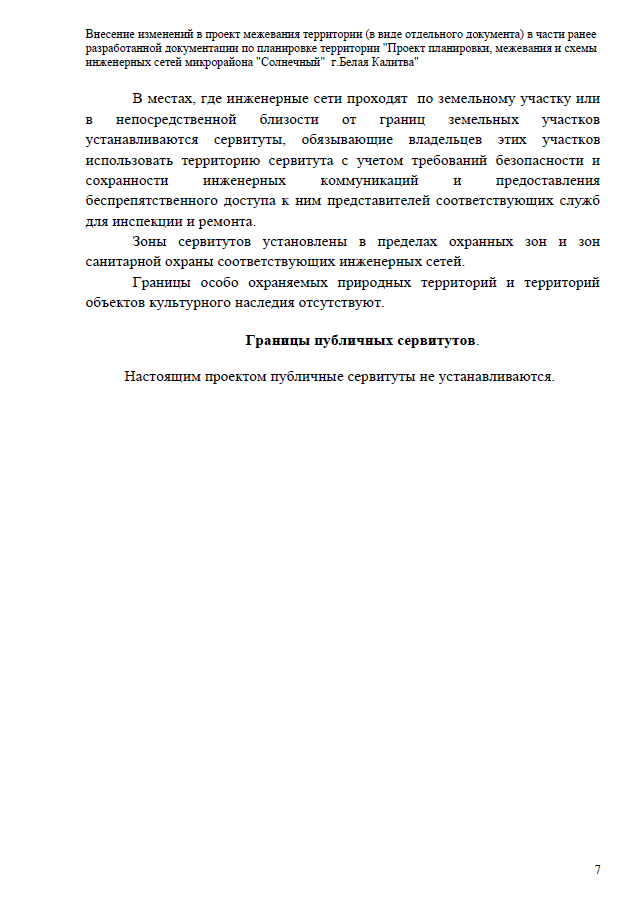 Внесение изменений в проект межевания территории (в виде отдельного документа) в части ранее
разработанной документации по планировке территории "Проект планировки, межевания и схемы
инженерных сетей микрорайона "Солнечный" г.Белая Калитва"
В местах, где инженерные сети проходят по земельному участку или
в непосредственной близости от границ земельных участков
устанавливаются сервитуты, обязывающие владельцев этих участков
использовать территорию сервитута с учетом требований безопасности и
сохранности инженерных коммуникаций и предоставления
беспрепятственного доступа к ним представителей соответствующих служб
для инспекции и ремонта.
Зоны сервитутов установлены в пределах охранных зон и зон
санитарной охраны соответствующих инженерных сетей.
Границы особо охраняемых природных территорий и территорий
объектов культурного наследия отсутствуют.
Границы публичных сервитутов.
Настоящим проектом публичные сервитуты не устанавливаются.
7